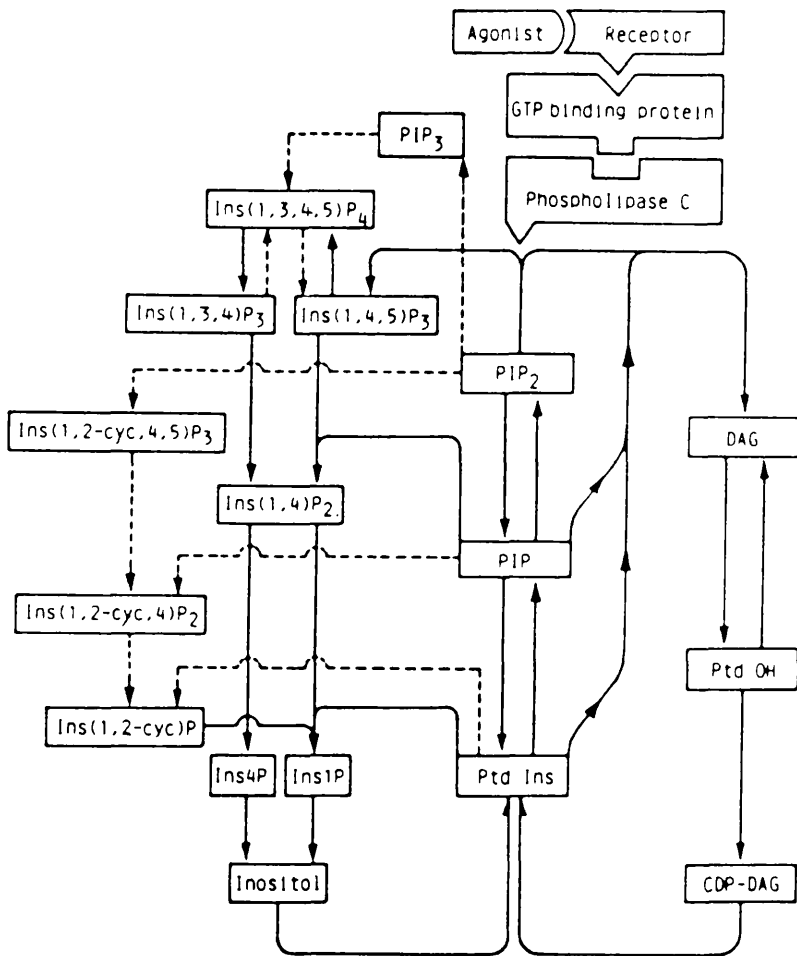 Agonist
Receptor
GTP binding protein
PIP3
Phospholipase C
Ins(1,3,4,5)P4
Ins(1,3,4)P3
Ins(1,4,5)P3
PIP2
Ins(1,2-cyc,4,5)P3
DAG
Ins(1,4)P2.
PIP
Ins(1,2-cyc,4)P2
Ptd OH
Ins(1,2-cyc)P
Ins4P
Ins1P
Ptd Ins
Inositol
CDP-DAG